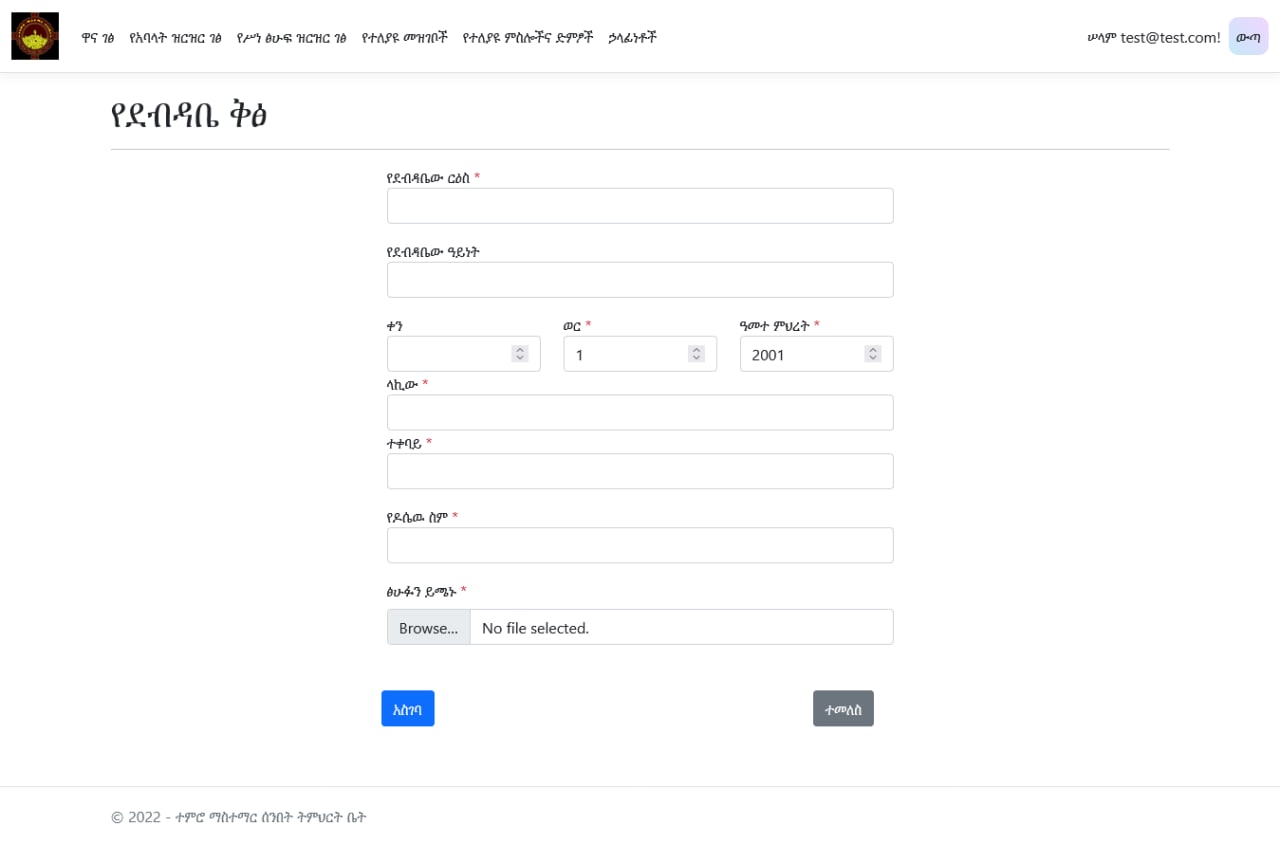 ዋና ገፅ የአባላት ዝርዝር ገፅ የሥነ ፅሁፍ ዝርዝር ገፅ የተለያዩ መዝገቦች የተለያዩ ምስሎችና ድምፆች ኃላፊነቶች ሠላም test@test.com! ውጣ
የደብዳቤ ቅፅ
የደብዳቤው ርዕስ *
የደብዳቤው ዓይነት
ቀን ወር * ዓመተ ምህረት *
1 2001
ላኪው *
ተቀባይ *
የዶሴዉ ስም *
ፅሁፉን ይጫኑ *
Browse... No file selected.
አስገባ ተመለስ
© 2022 - ተምሮ ማስተማር ሰንበት ትምህርት ቤት